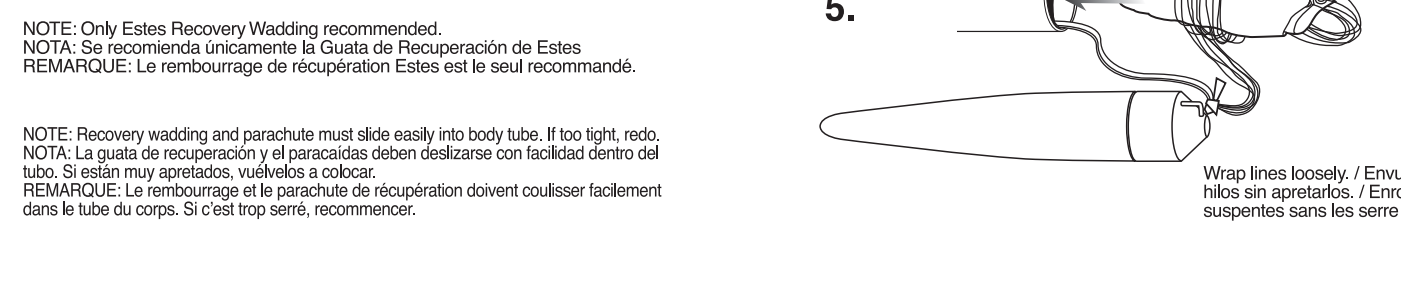 NOTE: Only Estes Recovery Wadding recommended.
NOTA: Se recomienda únicamente la Guata de Recuperación de Estes
REMARQUE: Le rembourrage de récupération Estes est le seul recommandé.
NOTE: Recovery wadding and parachute must slide easily into body tube. If too tight, redo.
NOTA: La guata de recuperación y el paracaídas deben deslizarse con facilidad dentro del
tubo. Si están muy apretados, vuélvelos a colocar.
REMARQUE: Le rembourrage et le parachute de récupération doivent coulisser facilement
dans le tube du corps. Si c’est trop serré, recommencer.
5.
Wrap lines loosely. /
hilos sin apretarlos. /
suspentes sans les serre